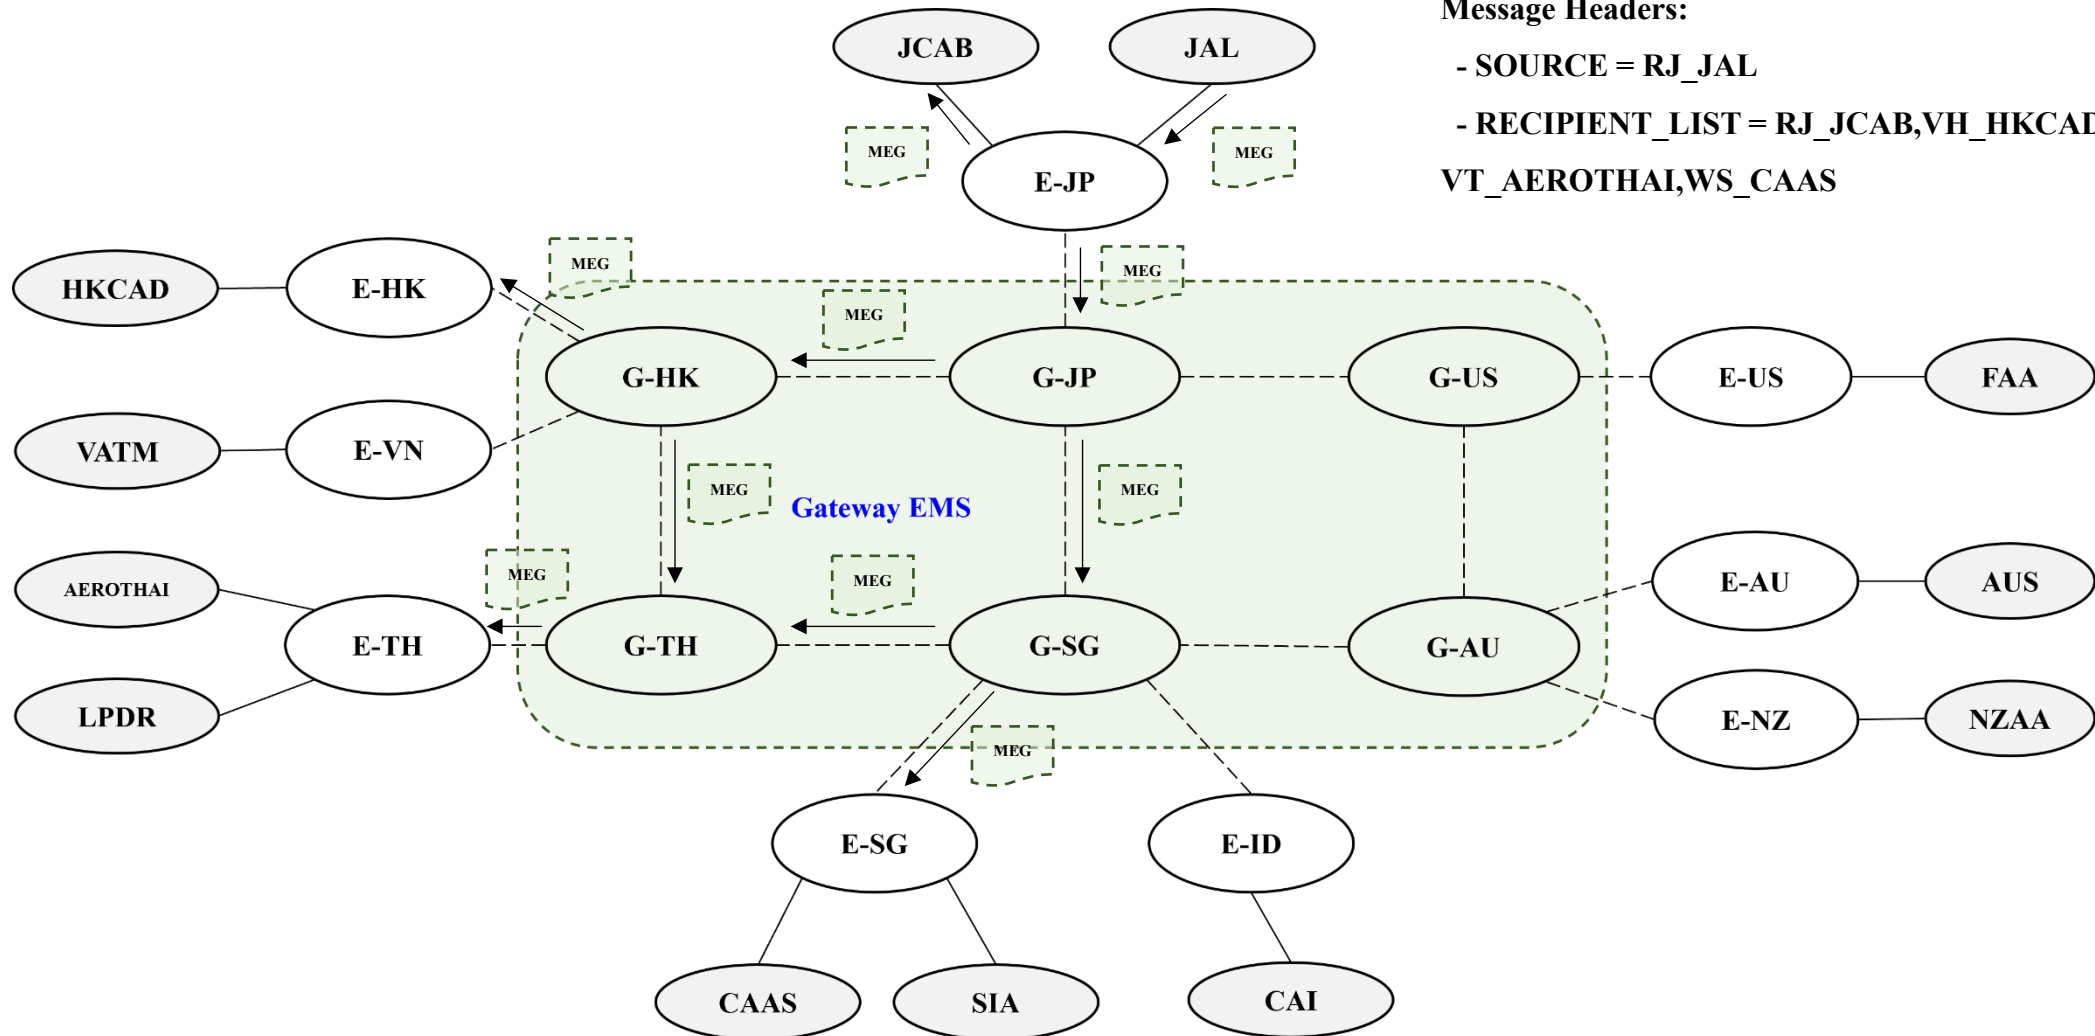 Message Headers:
JCAB
JAL
- SOURCE = RJ_JAL
- RECIPIENT_LIST = RJ_JCAB,VH_HKCAD
VT_AEROTHAI,WS_CAAS
MEG
MEG
E-JP
MEG
MEG
HKCAD
E-HK
MEG
G-HK
G-JP
G-US
E-US
FAA
VATM
E-VN
MEG
Gateway EMS
MEG
AEROTHAI
MEG
MEG
E-AU
AUS
E-TH
G-TH
G-SG
G-AU
LPDR
E-NZ
NZAA
MEG
E-SG
E-ID
CAAS
SIA
CAI